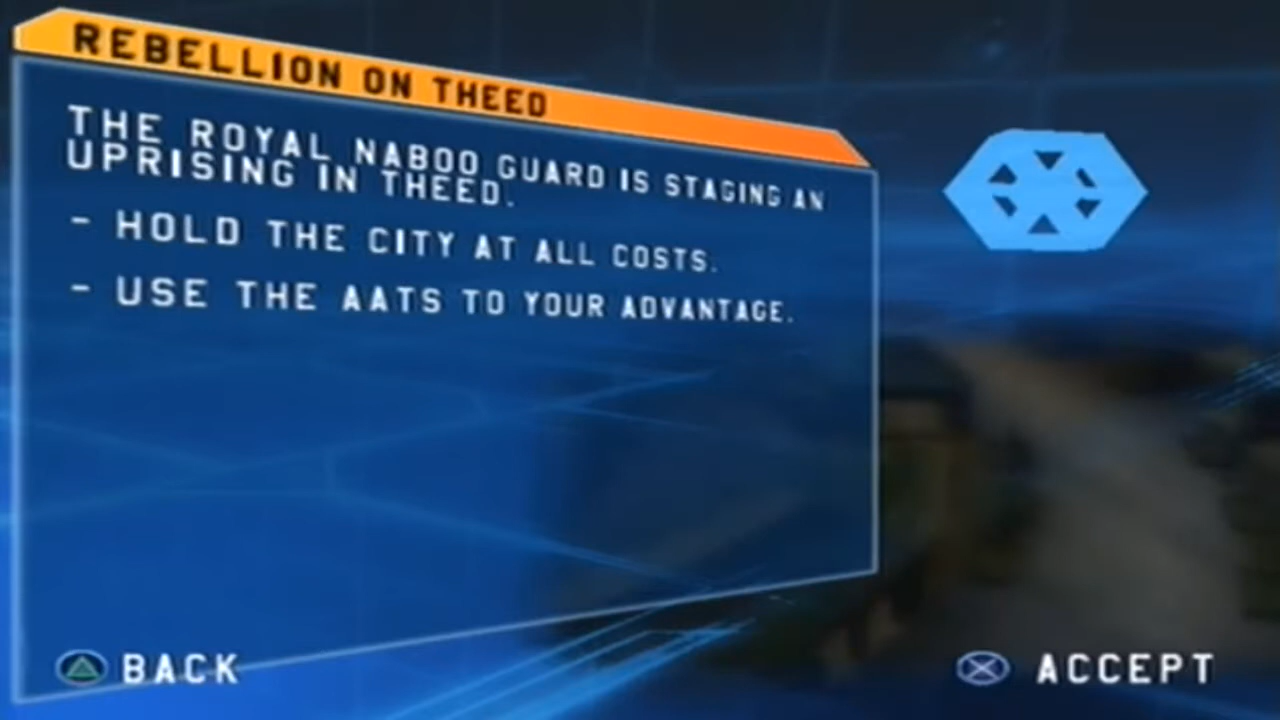 REBELLION ON THEED
THE ROYAL NABOO GUARD IS STAGING AN
UPRISING IN THEED.
- HOLD THE CITY AT ALL COSTS.
- USE THE AATS TO YOUR ADVANTAGE.
BACK
ACCEPT